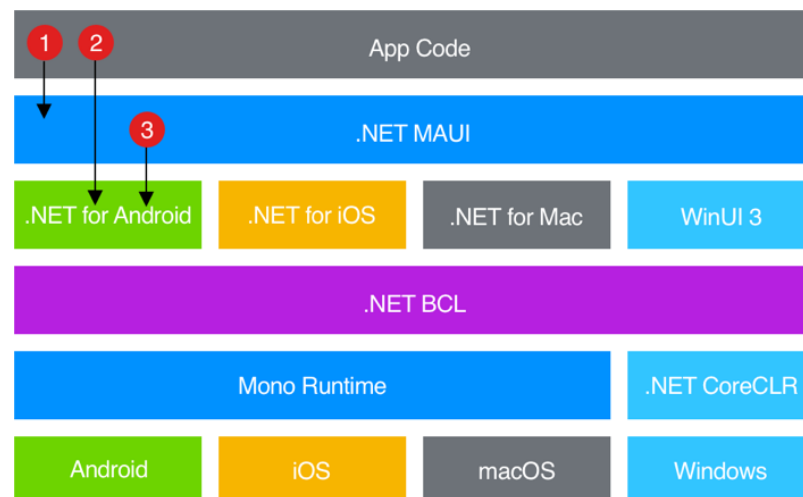 1 2
App Code
3
.NET MAUI
.NET for Android .NET for iOS .NET for Mac WinUI 3
.NET BCL
Mono Runtime .NET CoreCLR
Android iOS macOS Windows